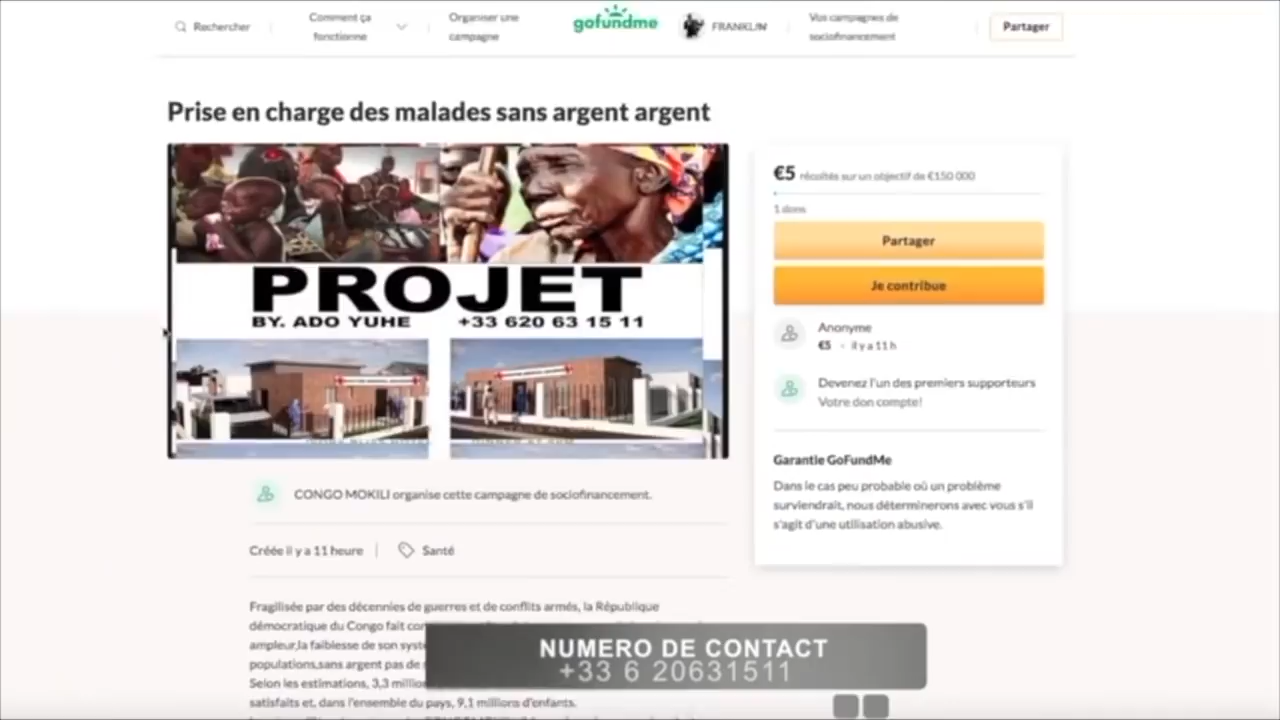 Rechercher
Comment ça
fonctionne
Organiser une
campagne
gofundme
FRANKLIN
Vos campagnes de
sociofinancement
Partager
Prise en charge des malades sans argent argent
PROJET
BY. ADO YUHE +33 620 63 15 11
€5 récoltés sur un objectif de €150 000
1 dons
Partager
Je contribue
Anonyme
€5 • il y a 11 h
Devenez l'un des premiers supporteurs
Votre don compte!
Garantie GoFundMe
Dans le cas peu probable où un problème
surviendrait, nous déterminerons avec vous s'il
s'agit d'une utilisation abusive.
CONGO MOKILI organise cette campagne de sociofinancement.
Créée il y a 11 heure
Santé
Fragilisée par des décennies de guerres et de conflits armés, la République
démocratique du Congo fait
ampleur,la faiblesse de son
populations,sans argent pas de
Selon les estimations, 3,3
satisfaits et, dans l'ensemble du pays, 9,1 millions d'enfants.
NUMERO DE CONTACT
+33 6 20631511